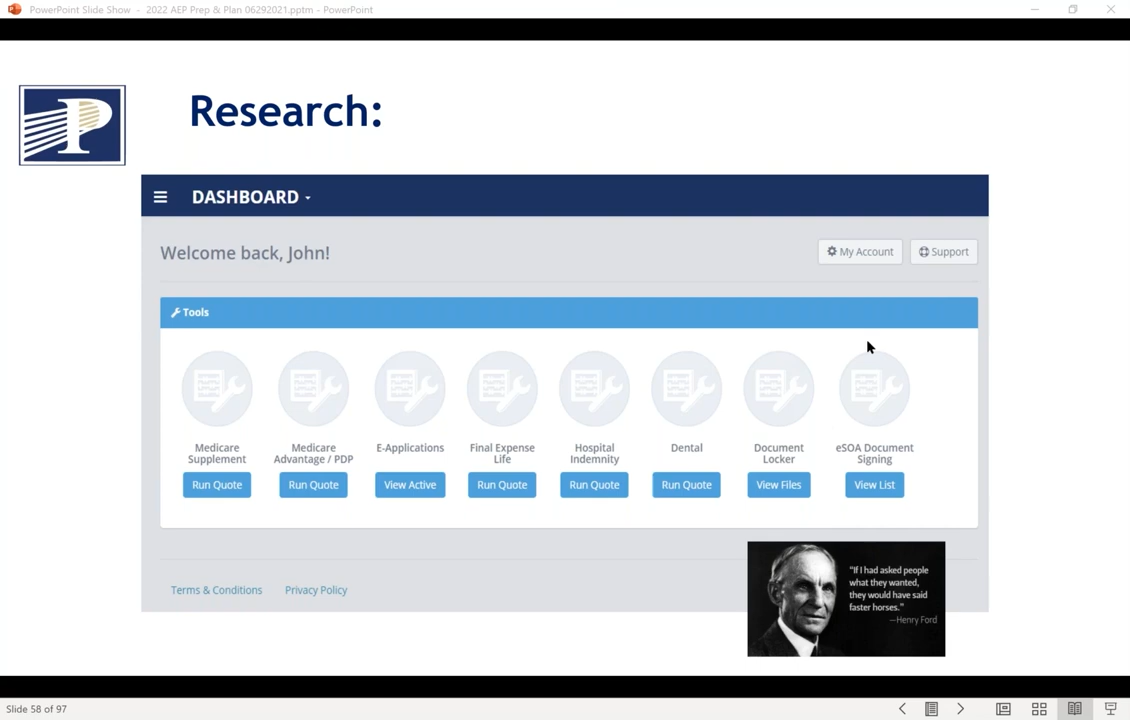 PowerPoint Slide Show - 2022 AEP Prep & Plan 06292021.pptm - PowerPoint
P
Research:
DASHBOARD
Welcome back, John!
My Account
Support
Tools
Medicare
Supplement
Medicare
Advantage / PDP
E-Applications
Final Expense
Life
Hospital
Indemnity
Dental
Document
Locker
eSOA Document
Signing
Run Quote
Run Quote
View Active
Run Quote
Run Quote
Run Quote
View Files
View List
Terms & Conditions
Privacy Policy
"If I had asked people
what they wanted,
they would have said
faster horses."
—Henry Ford
Slide 58 of 97